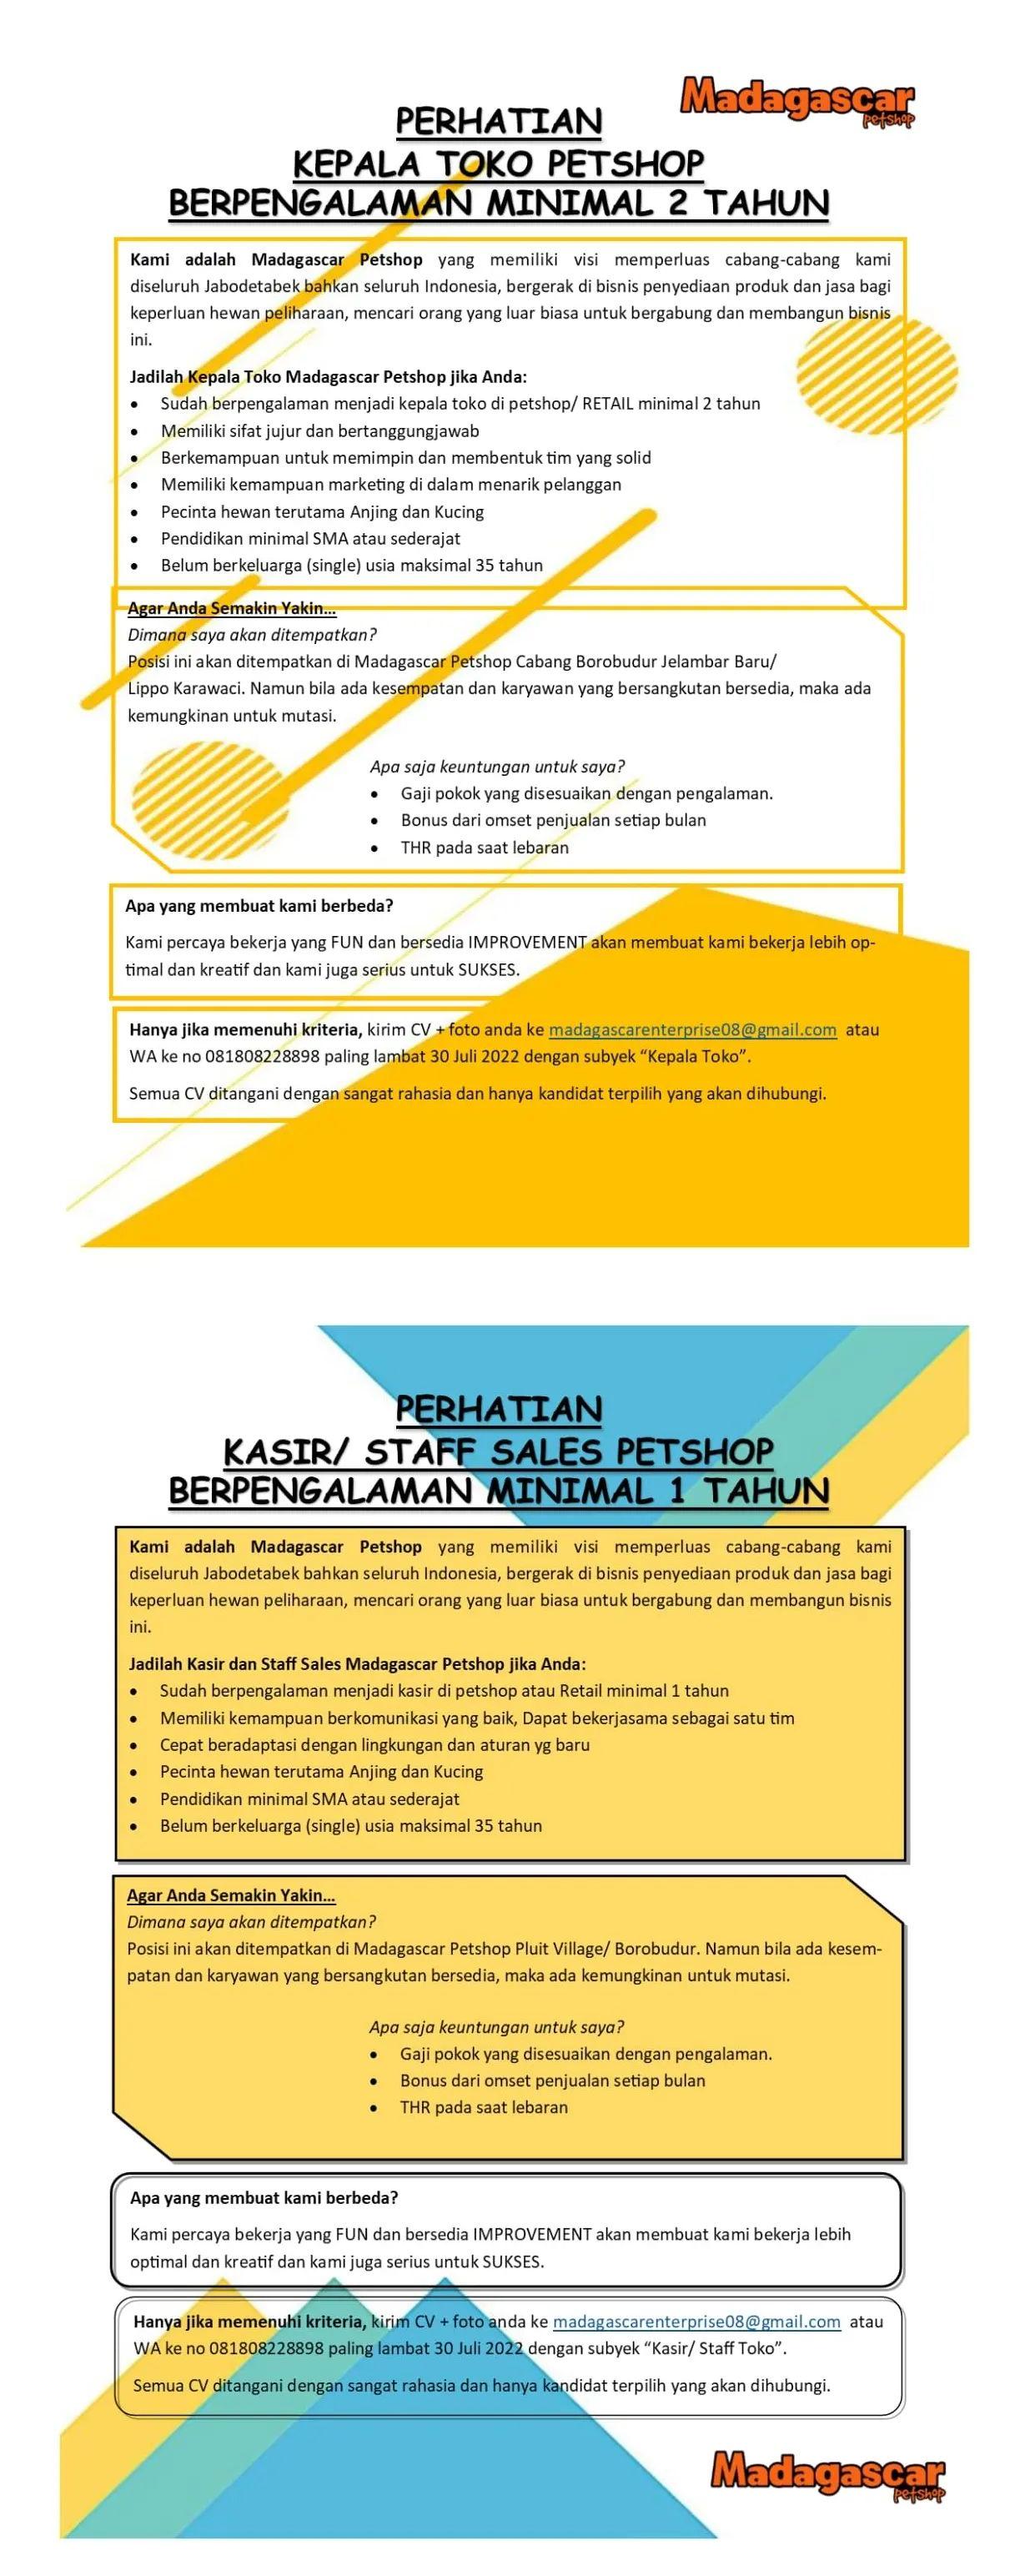 Madagascar
petshop
PERHATIAN
KEPALA TOKO PETSHOP
BERPENGALAMAN MINIMAL 2 TAHUN
Kami adalah Madagascar Petshop yang memiliki visi memperluas cabang-cabang kami
diseluruh Jabodetabek bahkan seluruh Indonesia, bergerak di bisnis penyediaan produk dan jasa bagi
keperluan hewan peliharaan, mencari orang yang luar biasa untuk bergabung dan membangun bisnis
ini.
Jadilah Kepala Toko Madagascar Petshop jika Anda:
• Sudah berpengalaman menjadi kepala toko di petshop/ RETAIL minimal 2 tahun
• Memiliki sifat jujur dan bertanggungjawab
• Berkemampuan untuk memimpin dan membentuk tim yang solid
• Memiliki kemampuan marketing di dalam menarik pelanggan
• Pecinta hewan terutama Anjing dan Kucing
• Pendidikan minimal SMA atau sederajat
• Belum berkeluarga (single) usia maksimal 35 tahun
Agar Anda Semakin Yakin...
Dimana saya akan ditempatkan?
Posisi ini akan ditempatkan di Madagascar Petshop Cabang Borobudur Jelambar Baru/
Lippo Karawaci. Namun bila ada kesempatan dan karyawan yang bersangkutan bersedia, maka ada
kemungkinan untuk mutasi.
Apa saja keuntungan untuk saya?
• Gaji pokok yang disesuaikan dengan pengalaman.
• Bonus dari omset penjualan setiap bulan
• THR pada saat lebaran
Apa yang membuat kami berbeda?
Kami percaya bekerja yang FUN dan bersedia IMPROVEMENT akan membuat kami bekerja lebih op-
timal dan kreatif dan kami juga serius untuk SUKSES.
Hanya jika memenuhi kriteria, kirim CV + foto anda ke madagascarenterprise08@gmail.com atau
WA ke no 081808228898 paling lambat 30 Juli 2022 dengan subyek “Kepala Toko”.
Semua CV ditangani dengan sangat rahasia dan hanya kandidat terpilih yang akan dihubungi.
PERHATIAN
KASIR/ STAFF SALES PETSHOP
BERPENGALAMAN MINIMAL 1 TAHUN
Kami adalah Madagascar Petshop yang memiliki visi memperluas cabang-cabang kami
diseluruh Jabodetabek bahkan seluruh Indonesia, bergerak di bisnis penyediaan produk dan jasa bagi
keperluan hewan peliharaan, mencari orang yang luar biasa untuk bergabung dan membangun bisnis
ini.
Jadilah Kasir dan Staff Sales Madagascar Petshop jika Anda:
• Sudah berpengalaman menjadi kasir di petshop atau Retail minimal 1 tahun
• Memiliki kemampuan berkomunikasi yang baik, Dapat bekerjasama sebagai satu tim
• Cepat beradaptasi dengan lingkungan dan aturan yg baru
• Pecinta hewan terutama Anjing dan Kucing
• Pendidikan minimal SMA atau sederajat
• Belum berkeluarga (single) usia maksimal 35 tahun
Agar Anda Semakin Yakin...
Dimana saya akan ditempatkan?
Posisi ini akan ditempatkan di Madagascar Petshop Pluit Village/ Borobudur. Namun bila ada kesem-
patan dan karyawan yang bersangkutan bersedia, maka ada kemungkinan untuk mutasi.
Apa saja keuntungan untuk saya?
• Gaji pokok yang disesuaikan dengan pengalaman.
• Bonus dari omset penjualan setiap bulan
• THR pada saat lebaran
Apa yang membuat kami berbeda?
Kami percaya bekerja yang FUN dan bersedia IMPROVEMENT akan membuat kami bekerja lebih
optimal dan kreatif dan kami juga serius untuk SUKSES.
Hanya jika memenuhi kriteria, kirim CV + foto anda ke madagascarenterprise08@gmail.com atau
WA ke no 081808228898 paling lambat 30 Juli 2022 dengan subyek “Kasir/ Staff Toko”.
Semua CV ditangani dengan sangat rahasia dan hanya kandidat terpilih yang akan dihubungi.
Madagascar
petshop